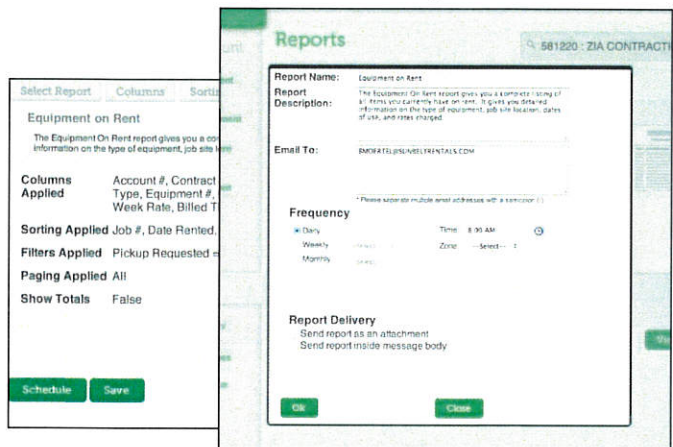 Select Report Columns
Equipment on Rent
The Equipment On Rent report gives you a
information on the type of equipment, job site
Columns Applied
Account #, Contract
Type, Equipment #,
Week Rate, Billed T
Sorting Applied Job #, Date Rented,
Filters Applied Pickup Requested =
Paging Applied All
Show Totals False
Schedule Save
Reports
581220 : ZIA CONTRACTI
Report Name: Equipment on Rent
Report Description:
The Equipment On Rent report gives you a complete listing of
all items you currently have on rent. It gives you detailed
information on the type of equipment, job site location, dates
of use, and rates charged.
Email To: BMOERTEL@SUNBELTRENTALS.COM
* Please separate multiple email addresses with a semicolon (;)
Frequency
Daily Time: 8:00 AM
Weekly Zone: ---Select---
Monthly
Report Delivery
Send report as an attachment
Send report inside message body
Ok Close